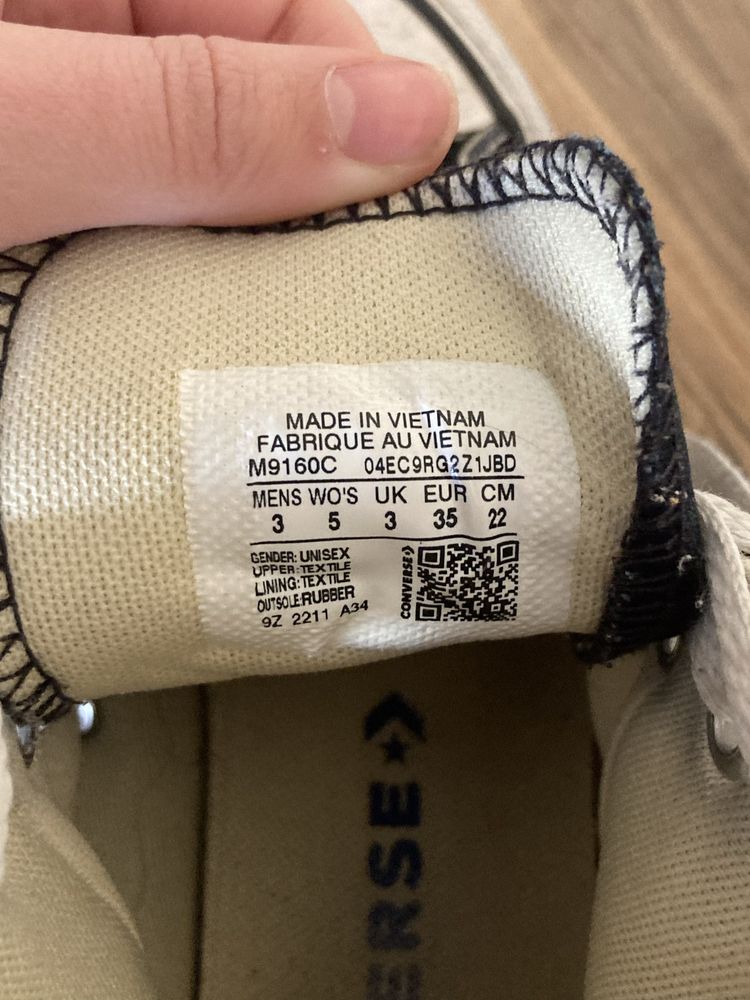 MADE IN VIETNAM
FABRIQUE AU VIETNAM
M9160C 04EC9RG2Z1JBD
MENS WO'S UK EUR CM
3 5 3 35 22
GENDER: UNISEX
UPPER: TEXTILE
LINING: TEXTILE
OUTSOLE: RUBBER
9Z 2211 A34
CONVERSE
ERSE